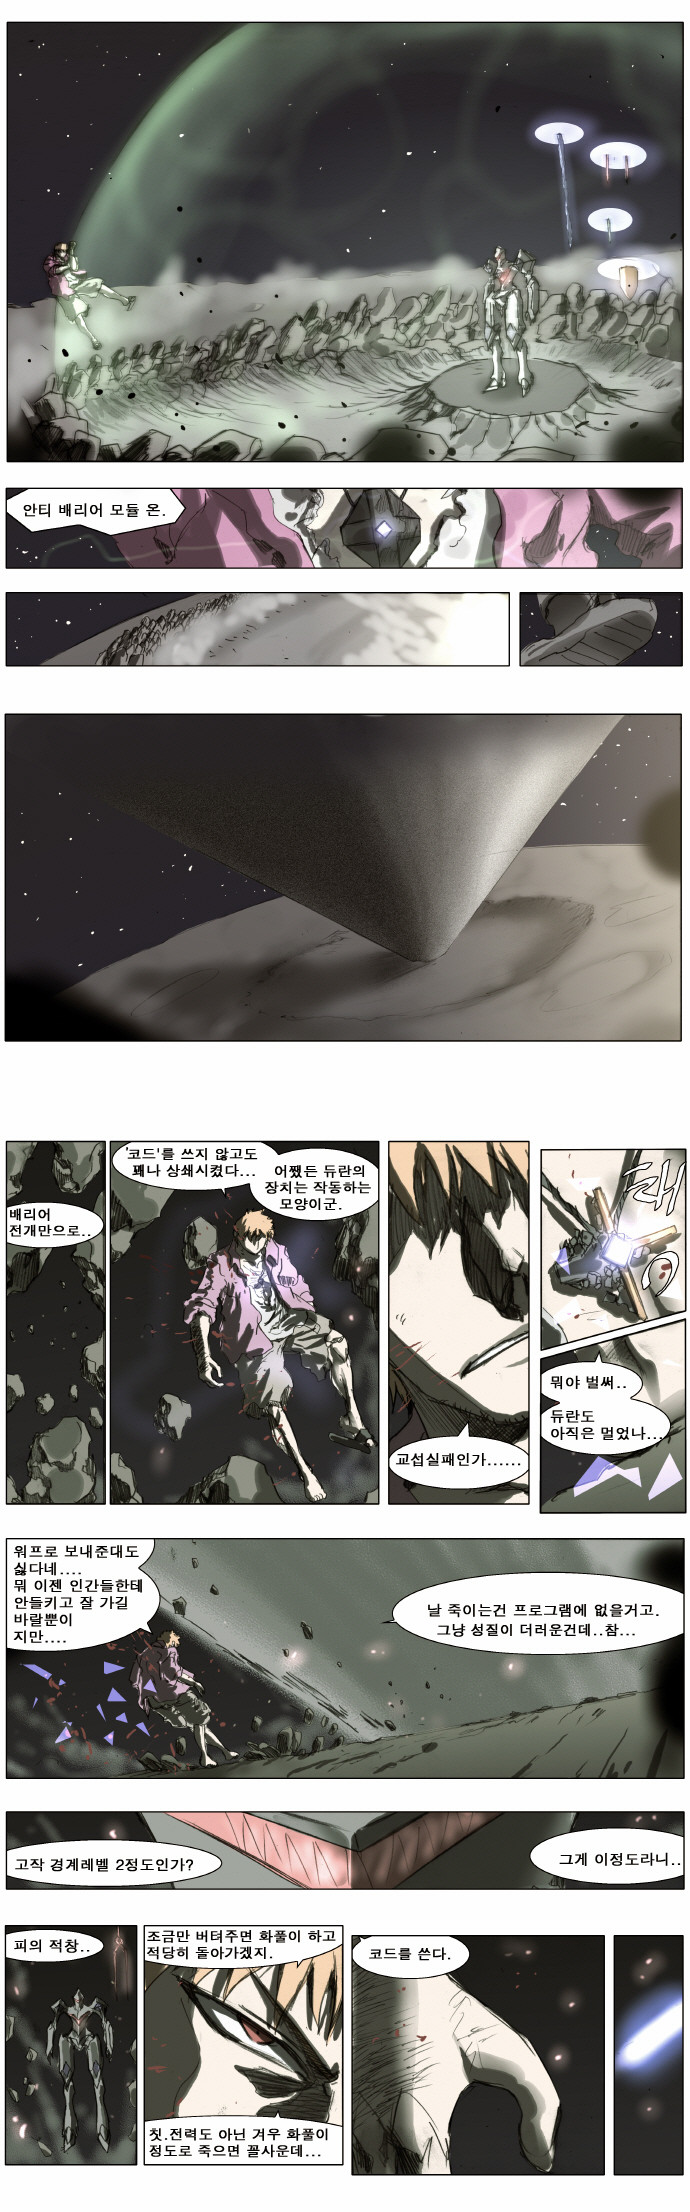 안티 배리어 모듈 온.
배리어
전개만으로..
'코드'를 쓰지 않고도
꽤나 상쇄시켰다...
어쨌든 듀란의
장치는 작동하는
모양이군.
교섭실패인가......
뭐야 벌써..
듀란도
아직은 멀었나...
워프로 보내준대도
싫다네....
뭐 이젠 인간들한테
안들키고 잘 가길
바랄뿐이
지만....
날 죽이는건 프로그램에 없을거고.
그냥 성질이 더러운건데..참...
고작 경계레벨 2정도인가?
그게 이정도라니..
피의 적창..
조금만 버텨주면 화풀이 하고
적당히 돌아가겠지.
칫.전력도 아닌 겨우 화풀이
정도로 죽으면 꼴사운데...
코드를 쓴다.